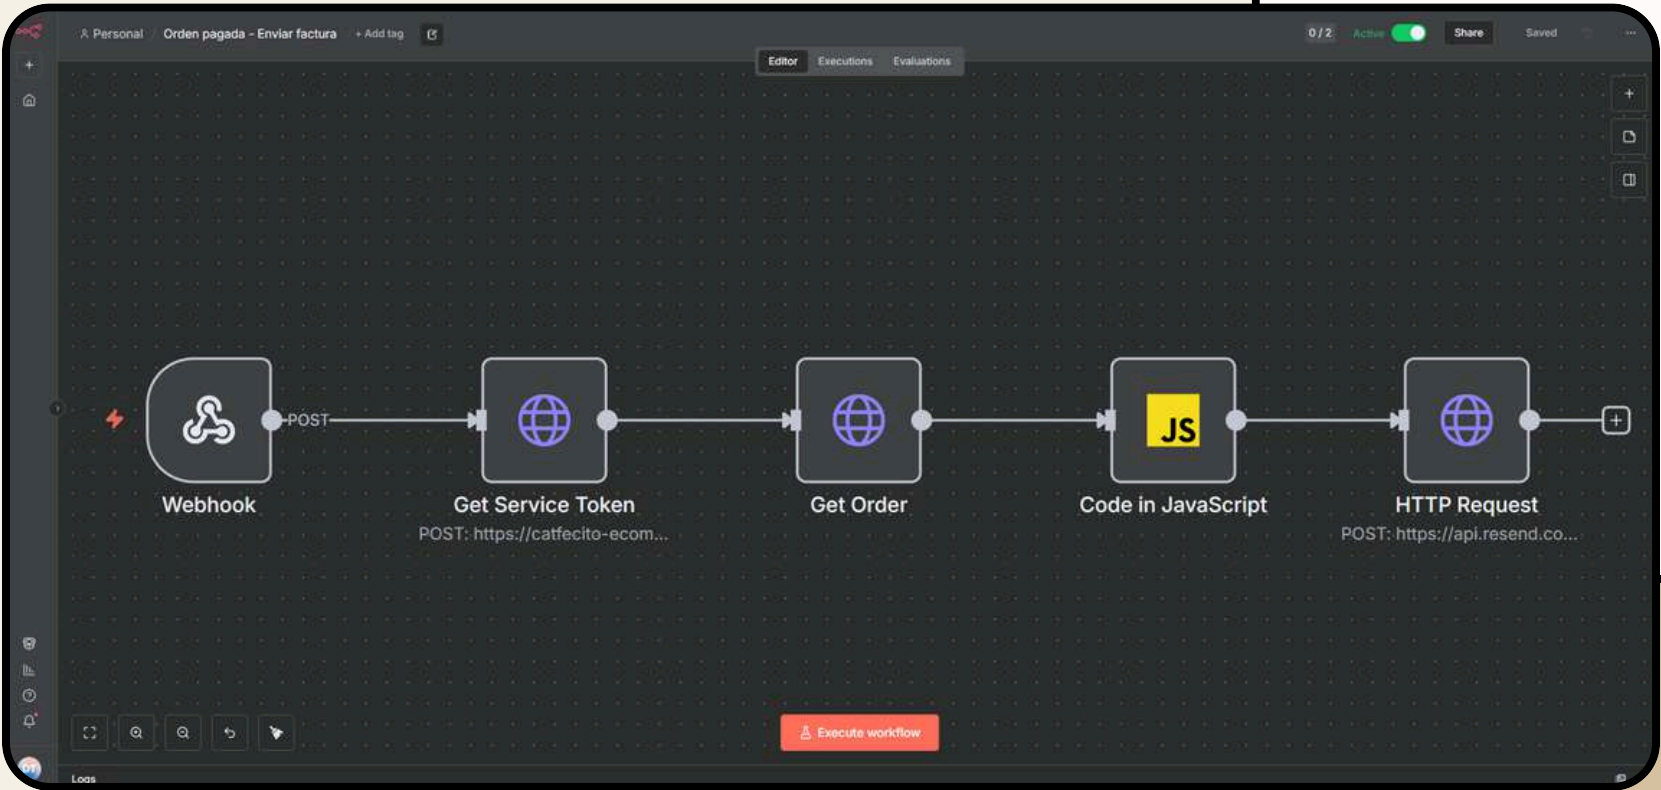 Personal / Orden pagada – Enviar factura + Add tag
0 / 2 Active Share Saved
Editor Executions Evaluations
POST
JS
Webhook
Get Service Token
Get Order
Code in JavaScript
HTTP Request
POST: https://catfecito-ecom...
POST: https://api.resend.co...
Execute workflow
DT
Logs